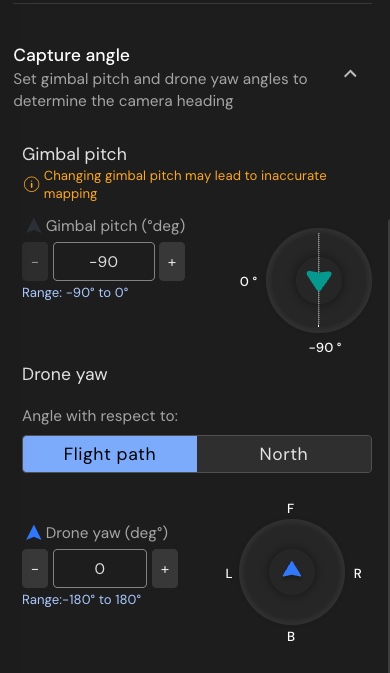 Capture angle
Set gimbal pitch and drone yaw angles to
determine the camera heading
Gimbal pitch
Changing gimbal pitch may lead to inaccurate
mapping
Gimbal pitch (°deg)
- -90 +
0 °
Range: -90° to 0°
-90 °
Drone yaw
Angle with respect to:
Flight path North
F
Drone yaw (deg°)
- 0 +
L R
Range:-180° to 180°
B